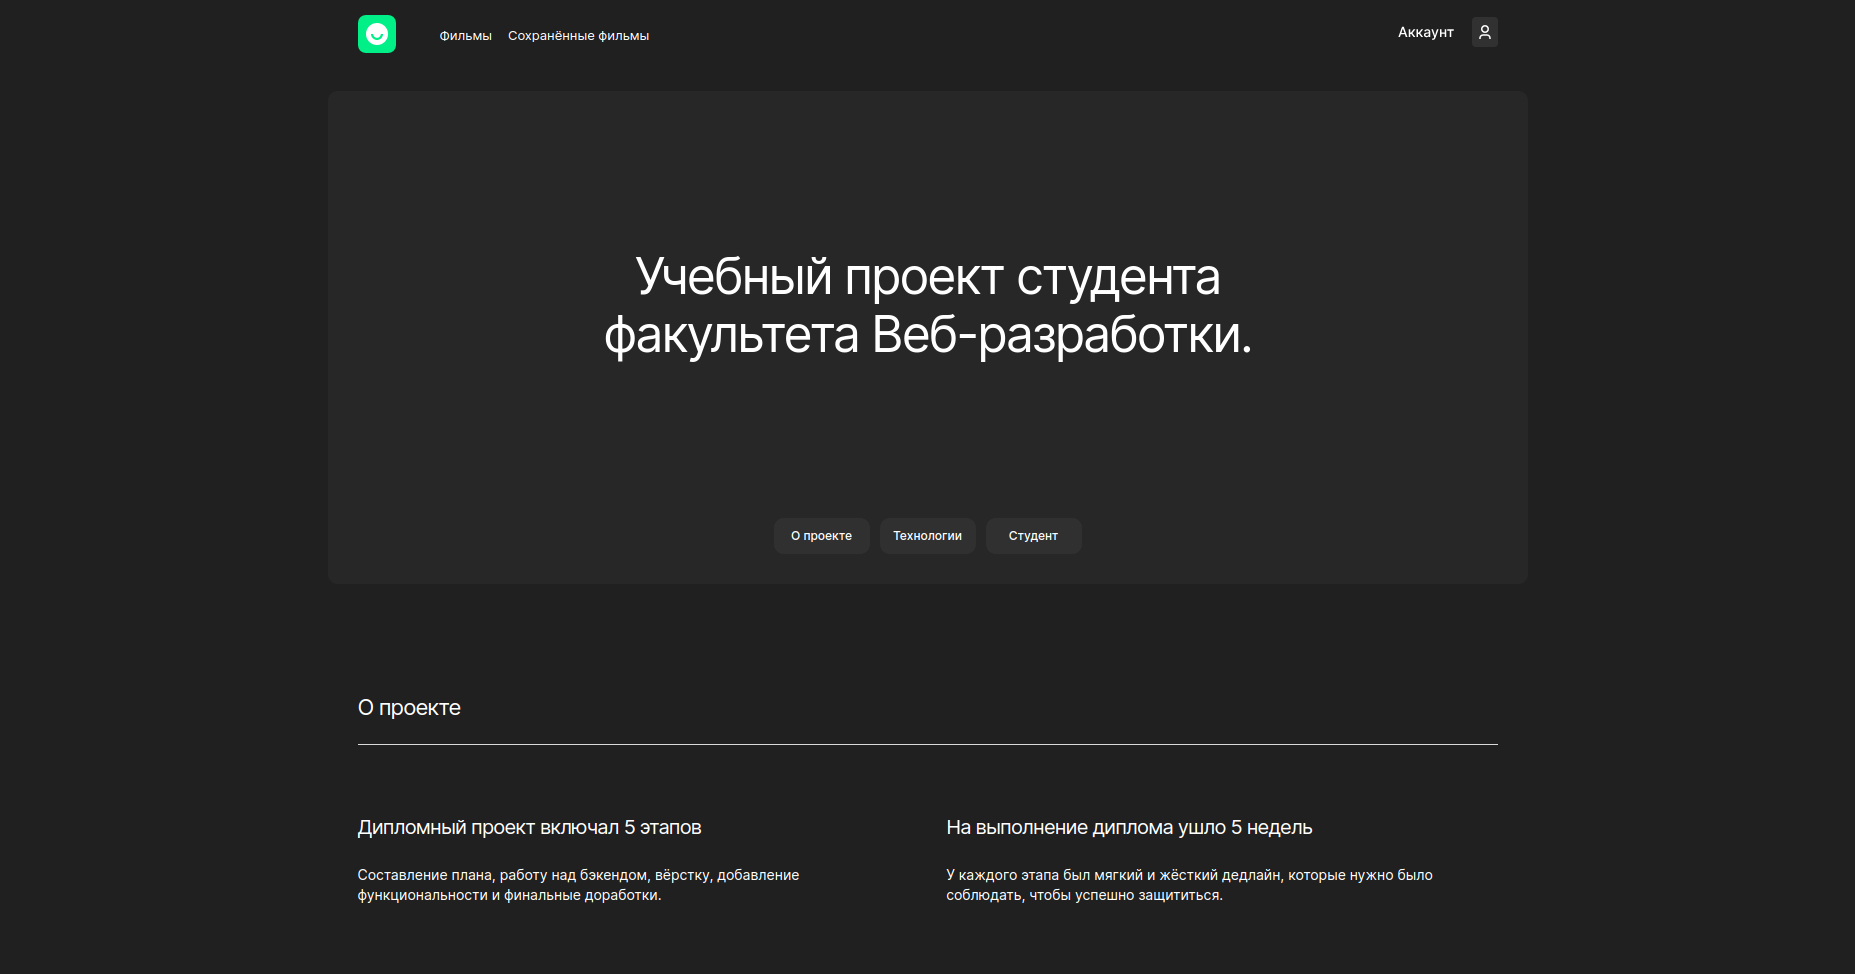 Фильмы Сохранённые фильмы Аккаунт
Учебный проект студента
факультета Веб-разработки.
О проекте Технологии Студент
О проекте
Дипломный проект включал 5 этапов
Составление плана, работу над бэкендом, вёрстку, добавление
функциональности и финальные доработки.
На выполнение диплома ушло 5 недель
У каждого этапа был мягкий и жёсткий дедлайн, которые нужно было
соблюдать, чтобы успешно защититься.